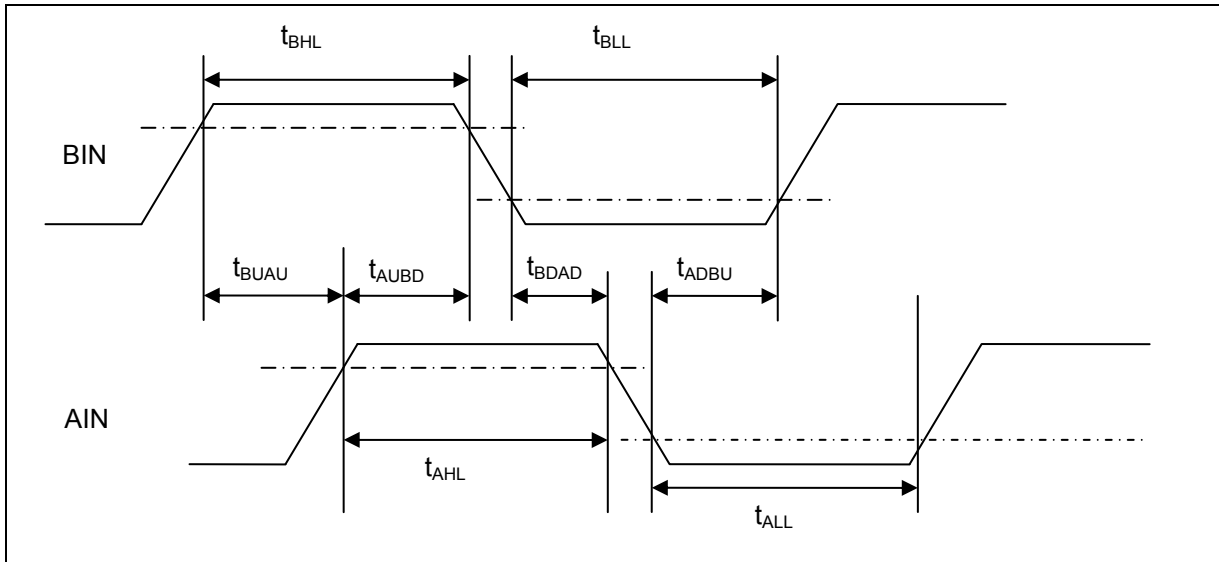 tBHL tBLL
BIN
tBUAU tAUBD tBDAD tADBU
AIN
tAHL
tALL